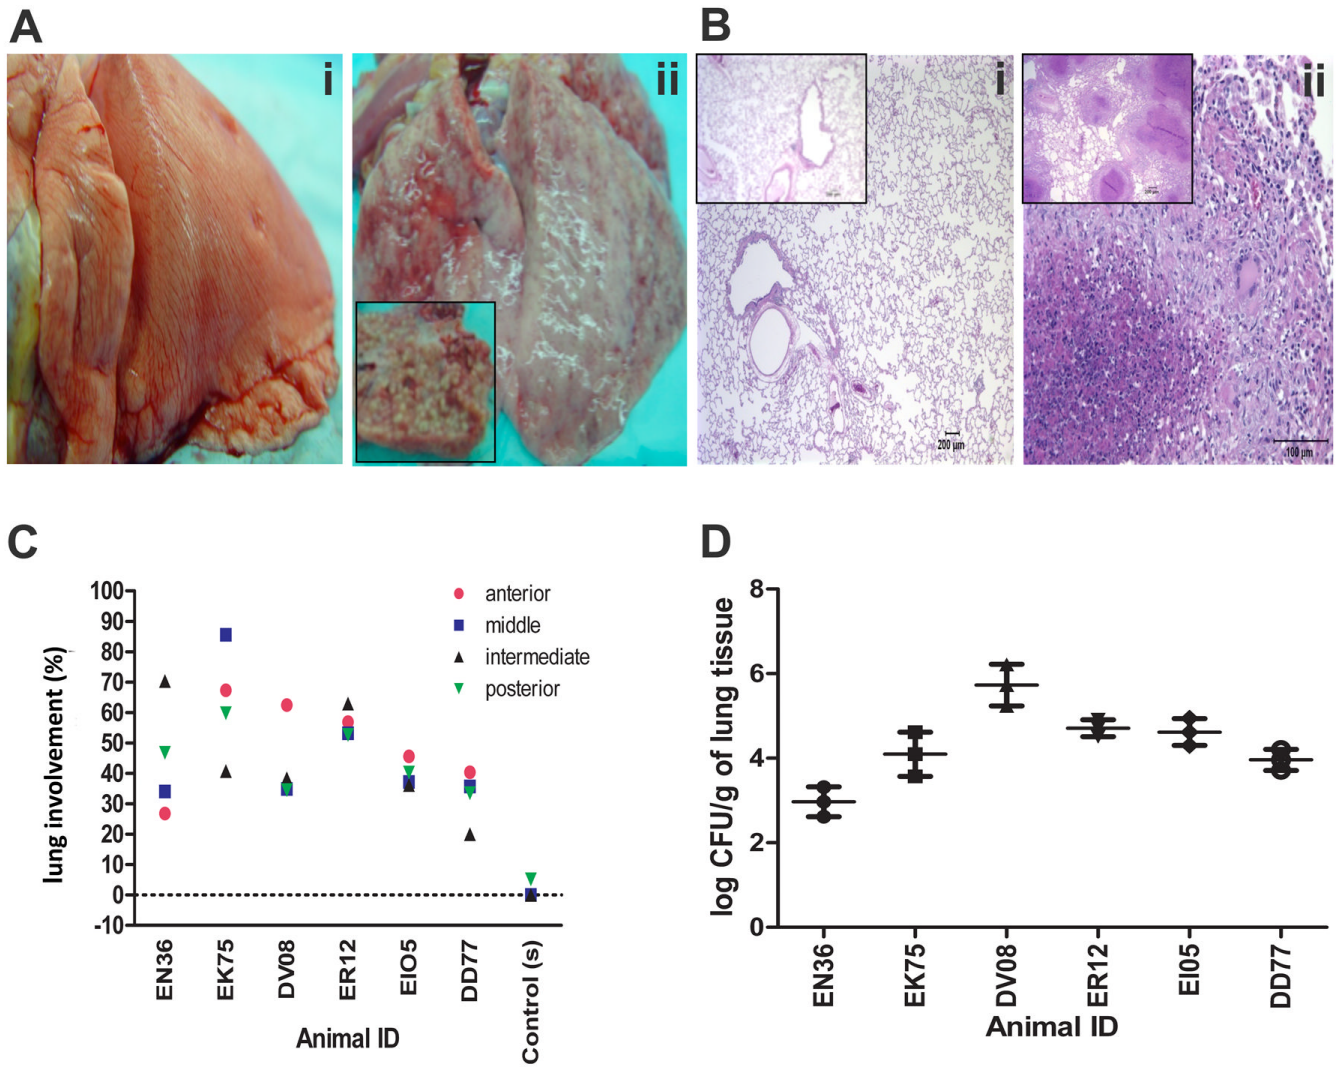 A
B
i
ii
i
ii
200 µm
100 µm
C
D
100
90
80
70
60
50
40
30
20
10
0
-10
lung involvement (%)
anterior
middle
intermediate
posterior
EN36
EK75
DV08
ER12
EIO5
DD77
Control (s)
Animal ID
8
6
4
2
0
log CFU/g of lung tissue
EN36
EK75
DV08
ER12
EI05
DD77
Animal ID